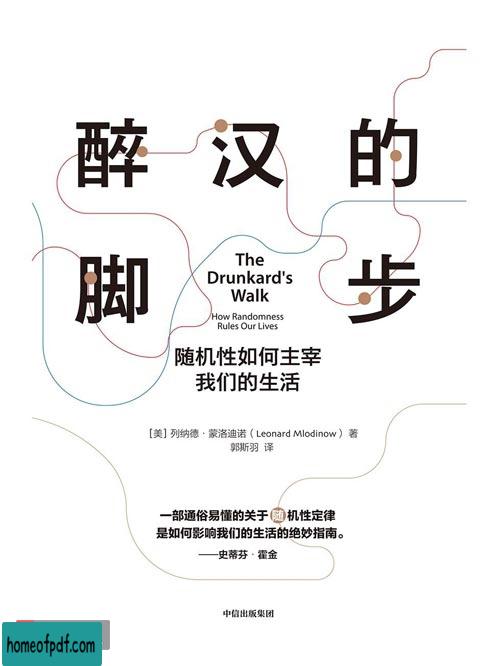 醉汉的
脚步
The
Drunkard's
Walk
How Randomness
Rules Our Lives
随机性如何主宰
我们的生活
[美]列纳德·蒙洛迪诺（Leonard Mlodinow）著
郭斯羽 译
一部通俗易懂的关于随机性定律
是如何影响我们的生活的绝妙指南。
——史蒂芬·霍金
中信出版集团
homeofpdf.com